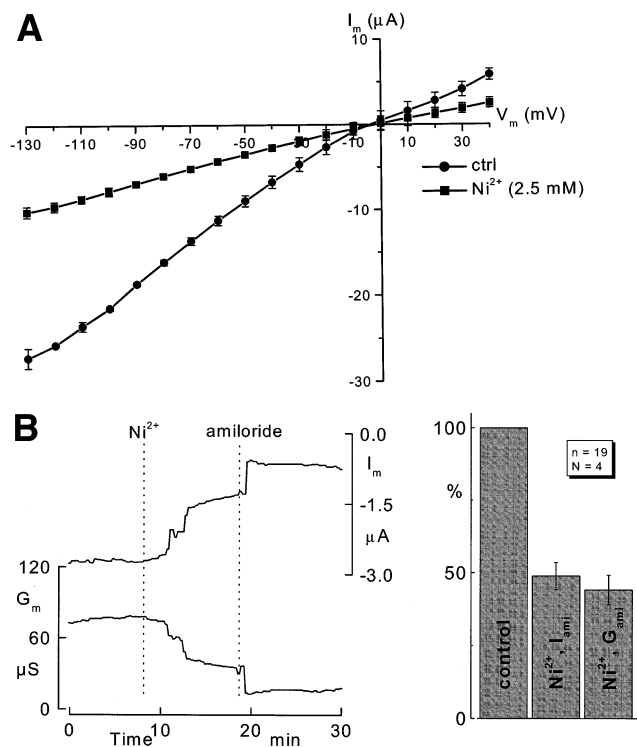 A
I_m (µA)
10
V_m (mV)
-130 -110 -90 -70 -50 -30 -10 10 30
ctrl
Ni²⁺ (2.5 mM)
-10
-20
-30
B
Ni²⁺ amiloride
0.0
I_m
-1.5
µA
-3.0
120
G_m
60
µS
0
0 10 20 30
Time min
100
%
50
0
n = 19
N = 4
control
Ni²⁺, I_ami
Ni²⁺, G_ami